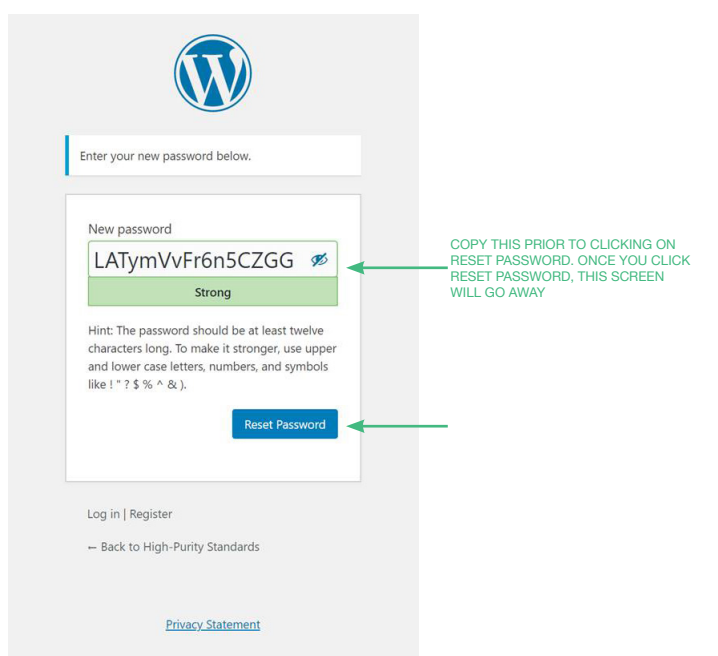 Enter your new password below.
New password
LATymVvFr6n5CZGG
Strong
Hint: The password should be at least twelve
characters long. To make it stronger, use upper
and lower case letters, numbers, and symbols
like ! " ? $ % ^ & ).
Reset Password
Log in | Register
← Back to High-Purity Standards
Privacy Statement
COPY THIS PRIOR TO CLICKING ON
RESET PASSWORD. ONCE YOU CLICK
RESET PASSWORD, THIS SCREEN
WILL GO AWAY